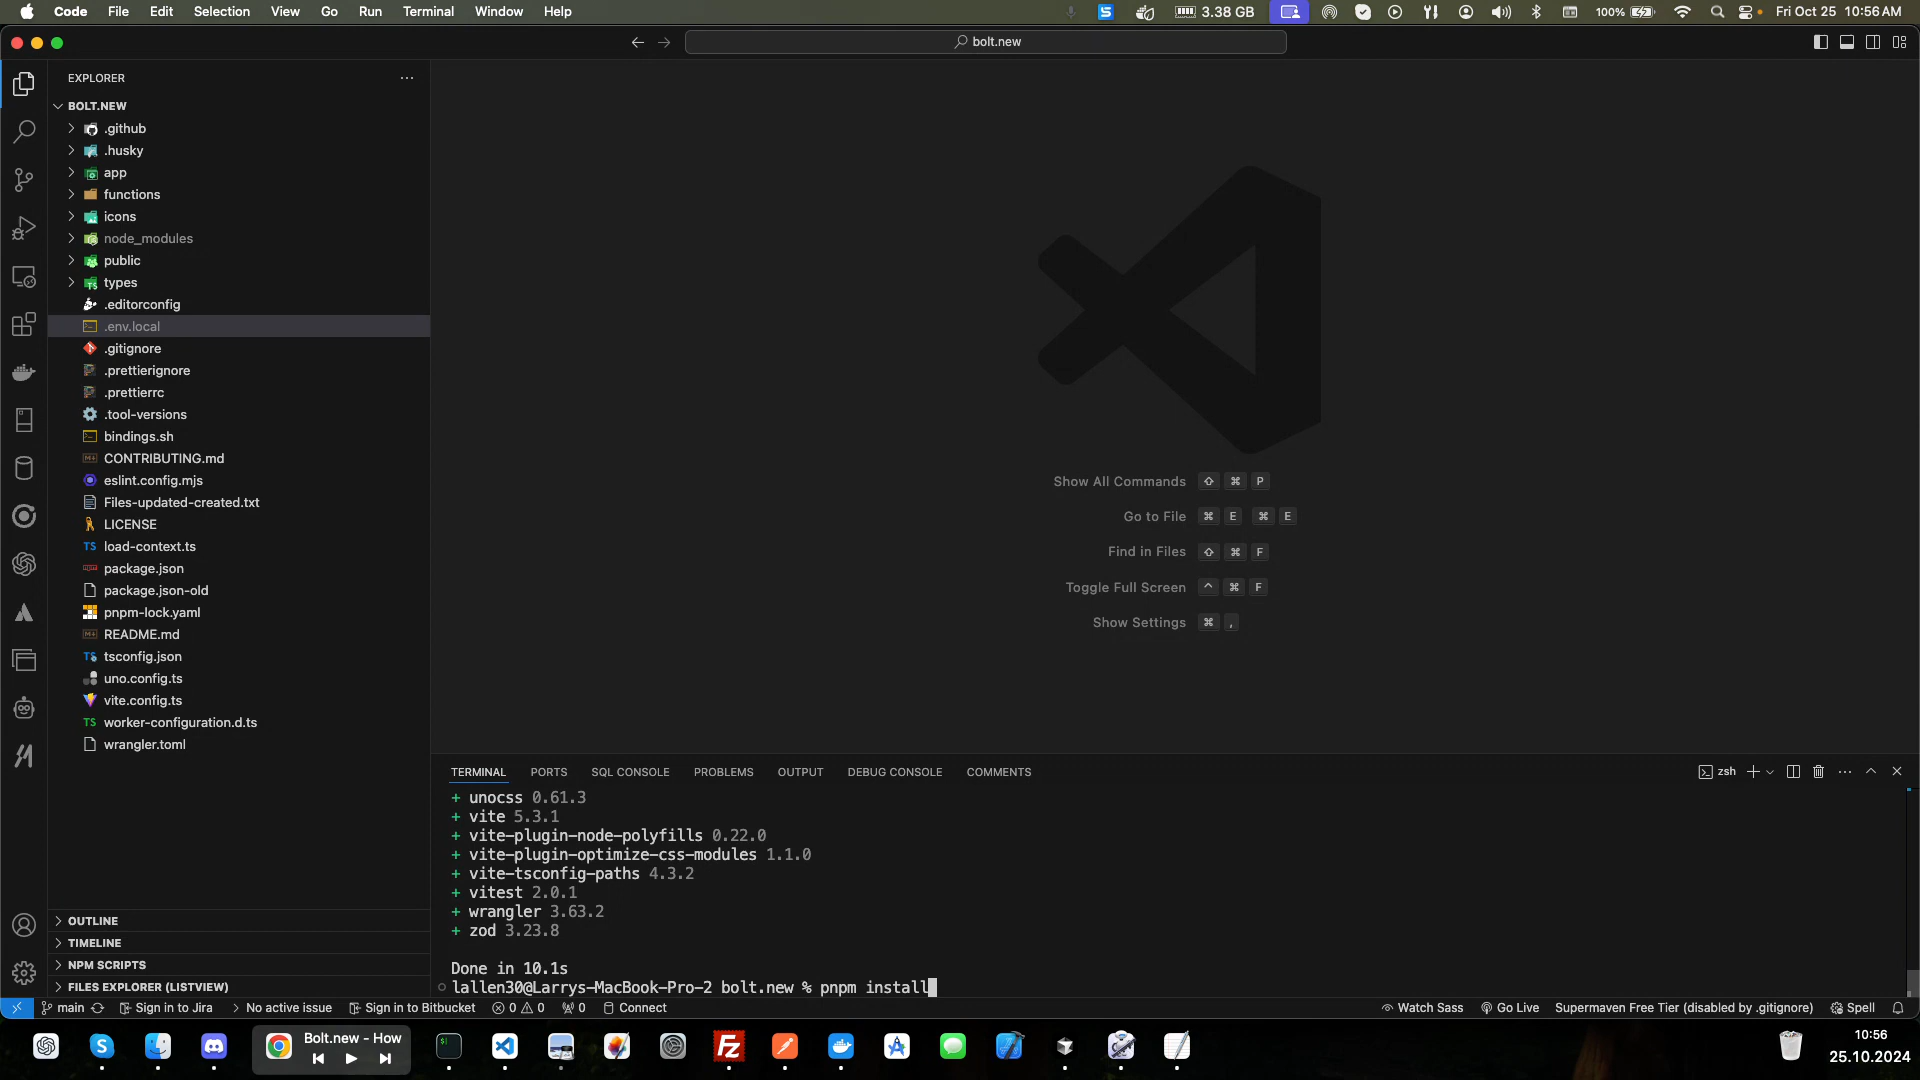 Code File Edit Selection View Go Run Terminal Window Help
3.38 GB 100% Fri Oct 25 10:56 AM
bolt.new
EXPLORER
BOLT.NEW
.github
.husky
app
functions
icons
node_modules
public
types
.editorconfig
.env.local
.gitignore
.prettierignore
.prettierrc
.tool-versions
bindings.sh
CONTRIBUTING.md
eslint.config.mjs
Files-updated-created.txt
LICENSE
load-context.ts
package.json
package.json-old
pnpm-lock.yaml
README.md
tsconfig.json
uno.config.ts
vite.config.ts
worker-configuration.d.ts
wrangler.toml
OUTLINE
TIMELINE
NPM SCRIPTS
FILES EXPLORER (LISTVIEW)
Show All Commands ⇧ ⌘ P
Go to File ⌘ E ⌘ E
Find in Files ⇧ ⌘ F
Toggle Full Screen ^ ⌘ F
Show Settings ⌘ ,
TERMINAL PORTS SQL CONSOLE PROBLEMS OUTPUT DEBUG CONSOLE COMMENTS
zsh
+ unocss 0.61.3
+ vite 5.3.1
+ vite-plugin-node-polyfills 0.22.0
+ vite-plugin-optimize-css-modules 1.1.0
+ vite-tsconfig-paths 4.3.2
+ vitest 2.0.1
+ wrangler 3.63.2
+ zod 3.23.8
Done in 10.1s
lallen30@Larrys-MacBook-Pro-2 bolt.new % pnpm install
main Sign in to Jira No active issue Sign in to Bitbucket 0 0 0 Connect
Watch Sass Go Live Supermaven Free Tier (disabled by .gitignore) Spell
Bolt.new - How
10:56
25.10.2024